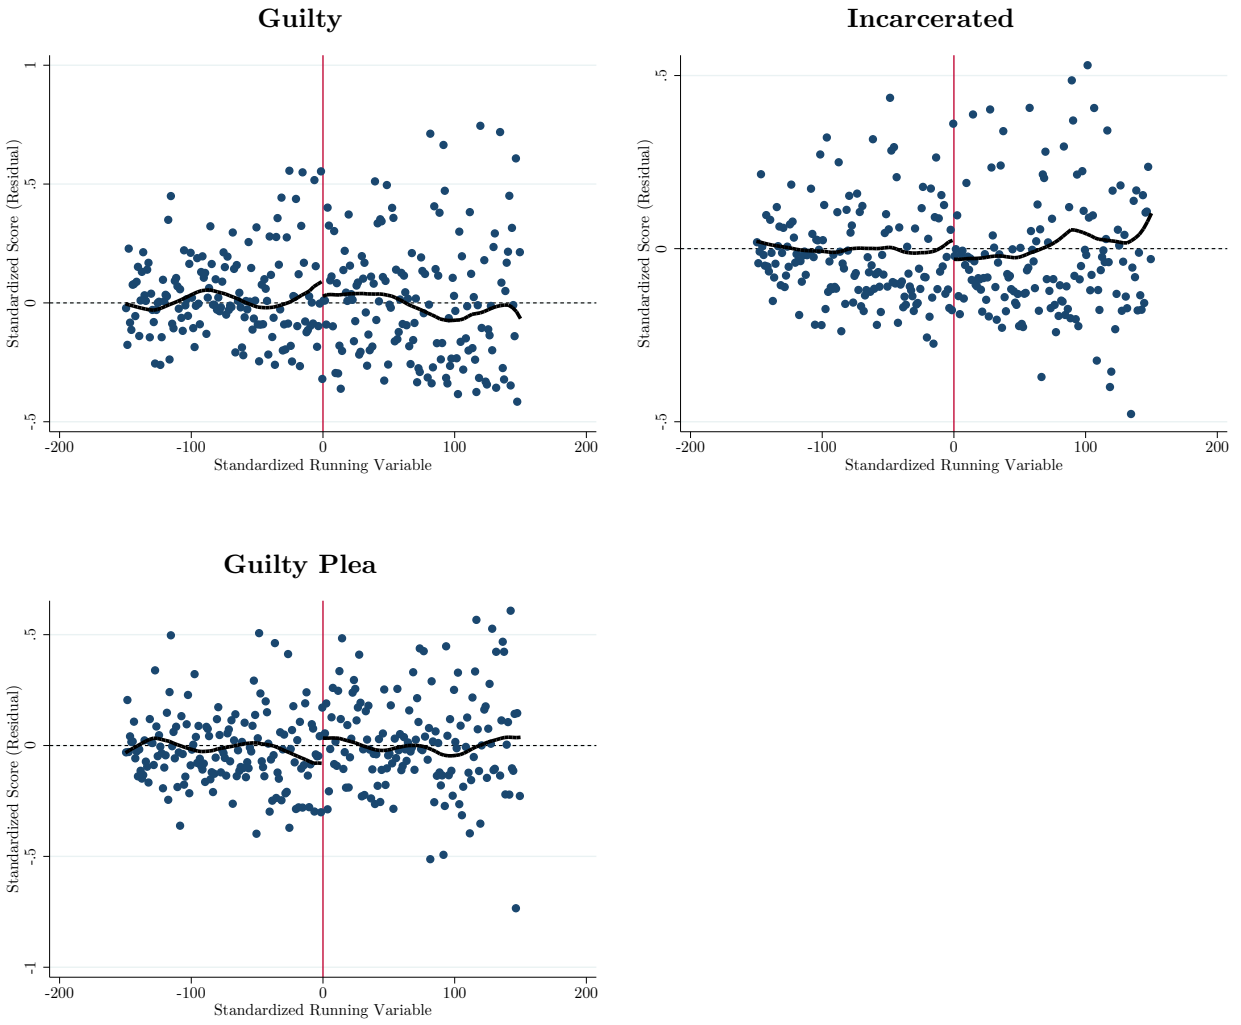 Guilty
Standardized Score (Residual)
1
.5
0
-.5
-200 -100 0 100 200
Standardized Running Variable
Incarcerated
Standardized Score (Residual)
.5
0
-.5
-200 -100 0 100 200
Standardized Running Variable
Guilty Plea
Standardized Score (Residual)
.5
0
-.5
-1
-200 -100 0 100 200
Standardized Running Variable